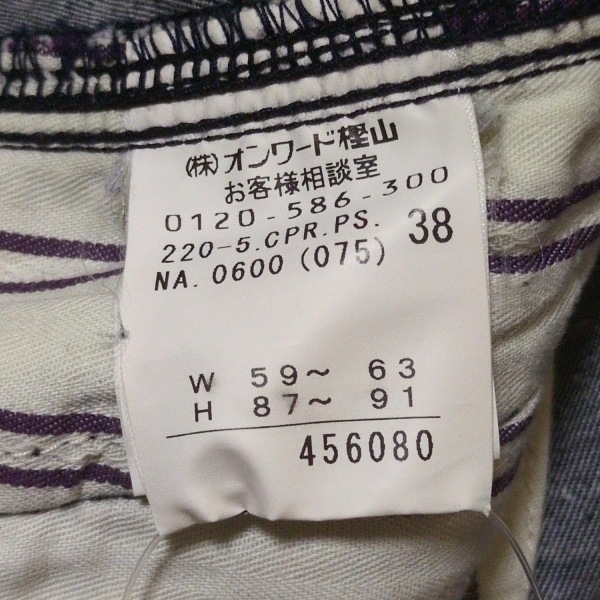 (株)オンワード樫山
お客様相談室
0120-586-300
220-5.CPR.PS. 38
NA. 0600 (075)
W 59～ 63
H 87～ 91
456080